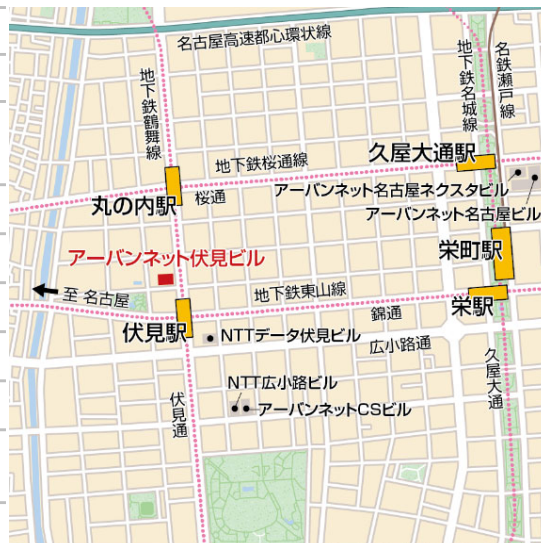 名古屋高速都心環状線
地下鉄鶴舞線
地下鉄名城線
名鉄瀬戸線
地下鉄桜通線
久屋大通駅
桜通
丸の内駅
アーバンネット名古屋ネクスタビル
アーバンネット名古屋ビル
アーバンネット伏見ビル
栄町駅
至 名古屋
地下鉄東山線
栄駅
錦通
伏見駅
NTTデータ伏見ビル
広小路通
久屋大通
NTT広小路ビル
アーバンネットCSビル
伏見通